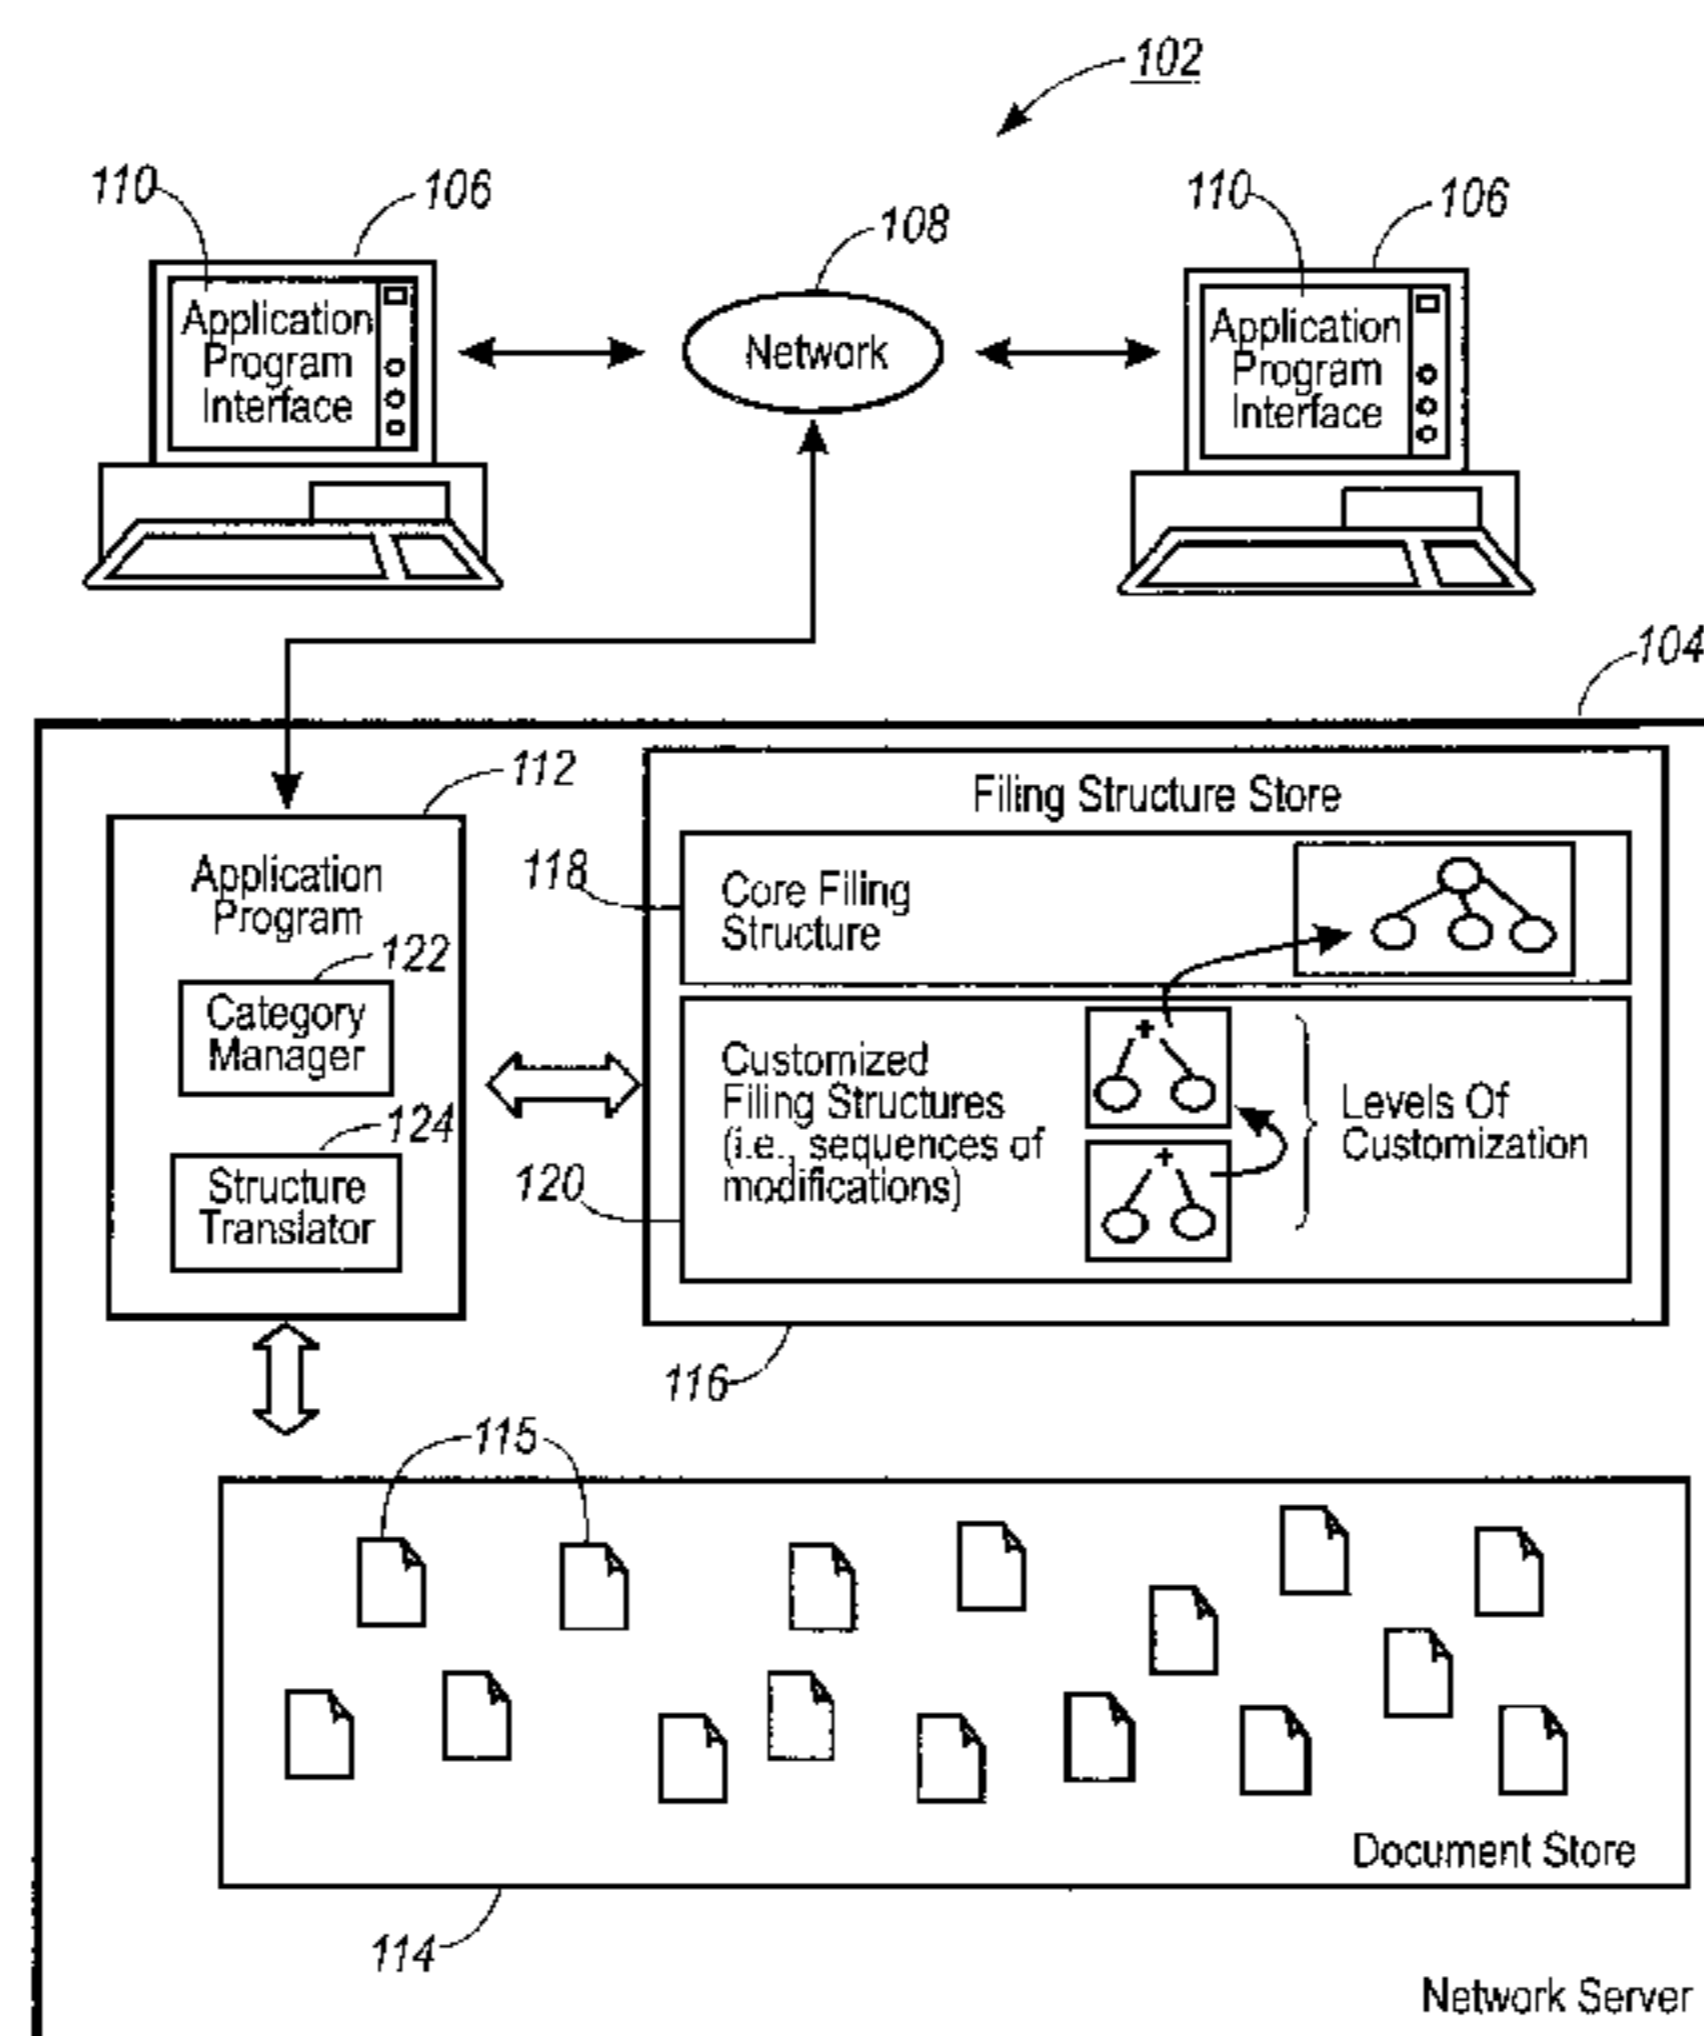 102
110
106
108
110
106
Application
Program
Interface
Network
Application
Program
Interface
104
112
Filing Structure Store
Application
Program
118
Core Filing
Structure
122
Category
Manager
Customized
Filing Structures
(i.e., sequences of
modifications)
Levels Of
Customization
124
Structure
Translator
120
116
115
Document Store
114
Network Server